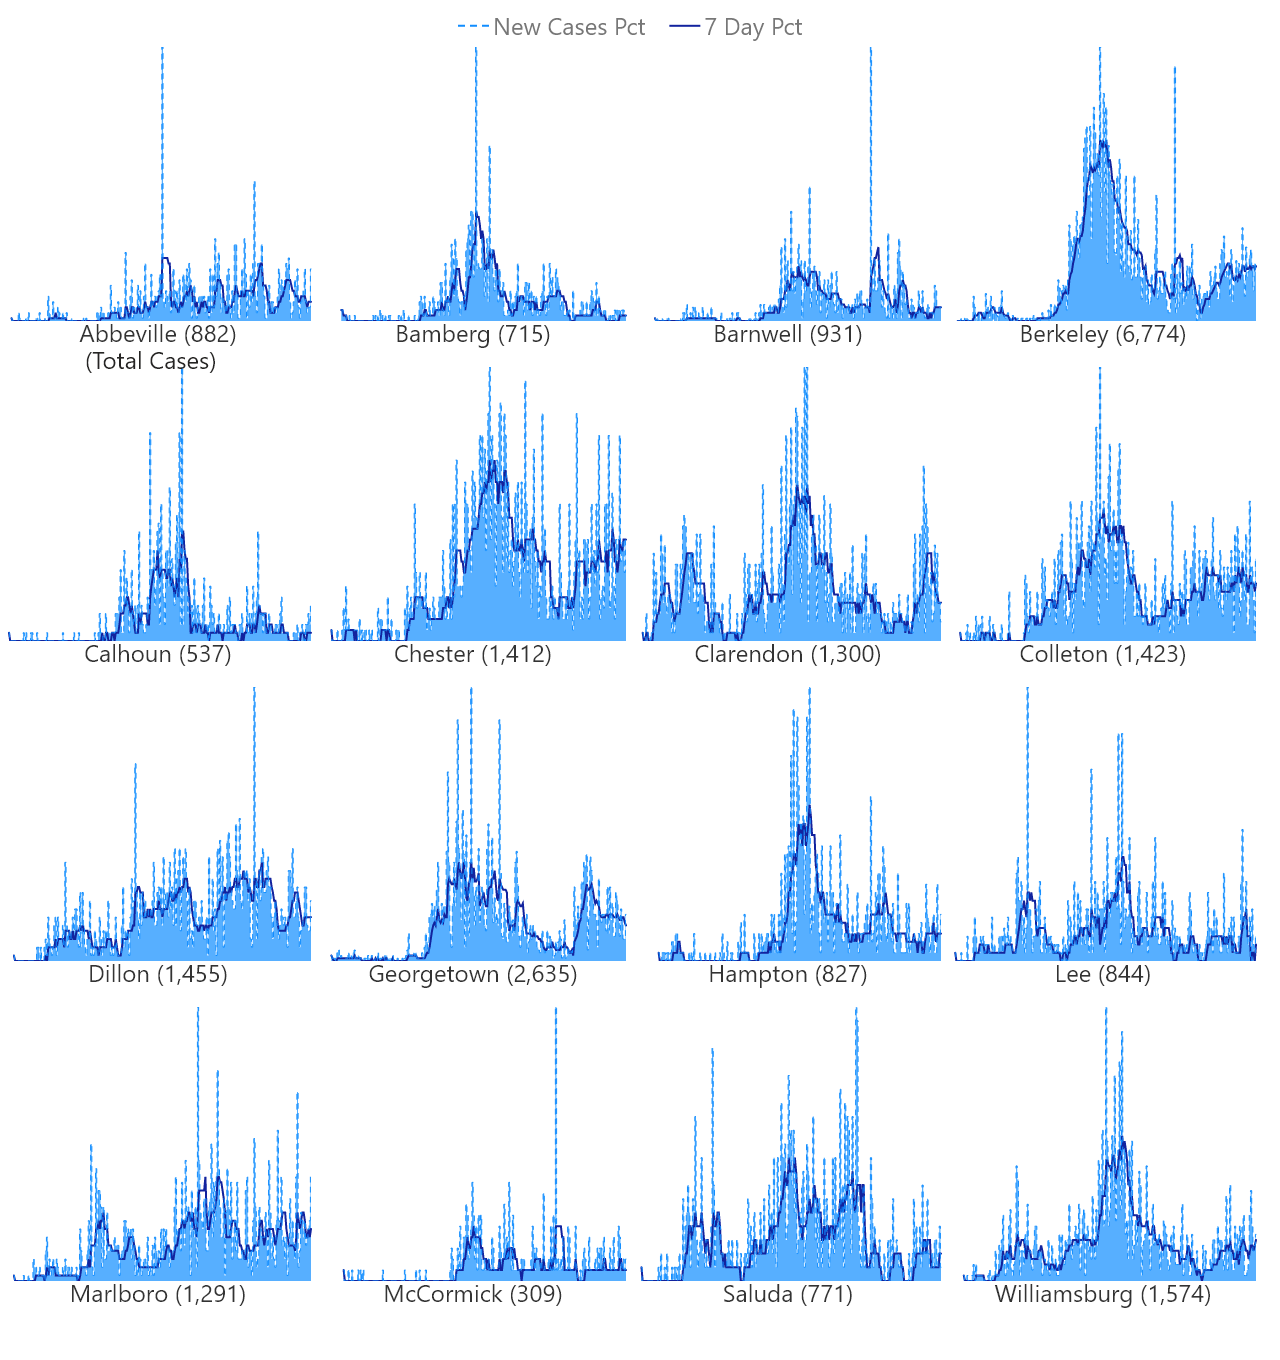 New Cases Pct 7 Day Pct
Abbeville (882) Bamberg (715) Barnwell (931) Berkeley (6,774)
(Total Cases)
Calhoun (537) Chester (1,412) Clarendon (1,300) Colleton (1,423)
Dillon (1,455) Georgetown (2,635) Hampton (827) Lee (844)
Marlboro (1,291) McCormick (309) Saluda (771) Williamsburg (1,574)